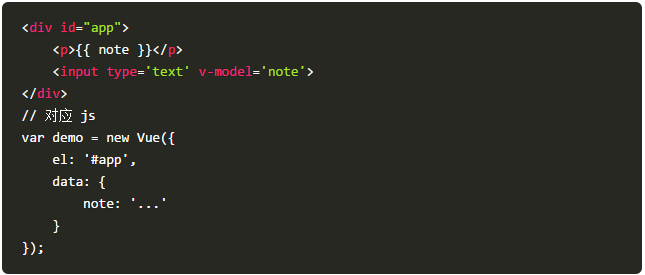 <div id="app">
    <p>{{ note }}</p>
    <input type='text' v-model='note'>
</div>
// 对应 js
var demo = new Vue({
    el: '#app',
    data: {
        note: '...'
    }
});